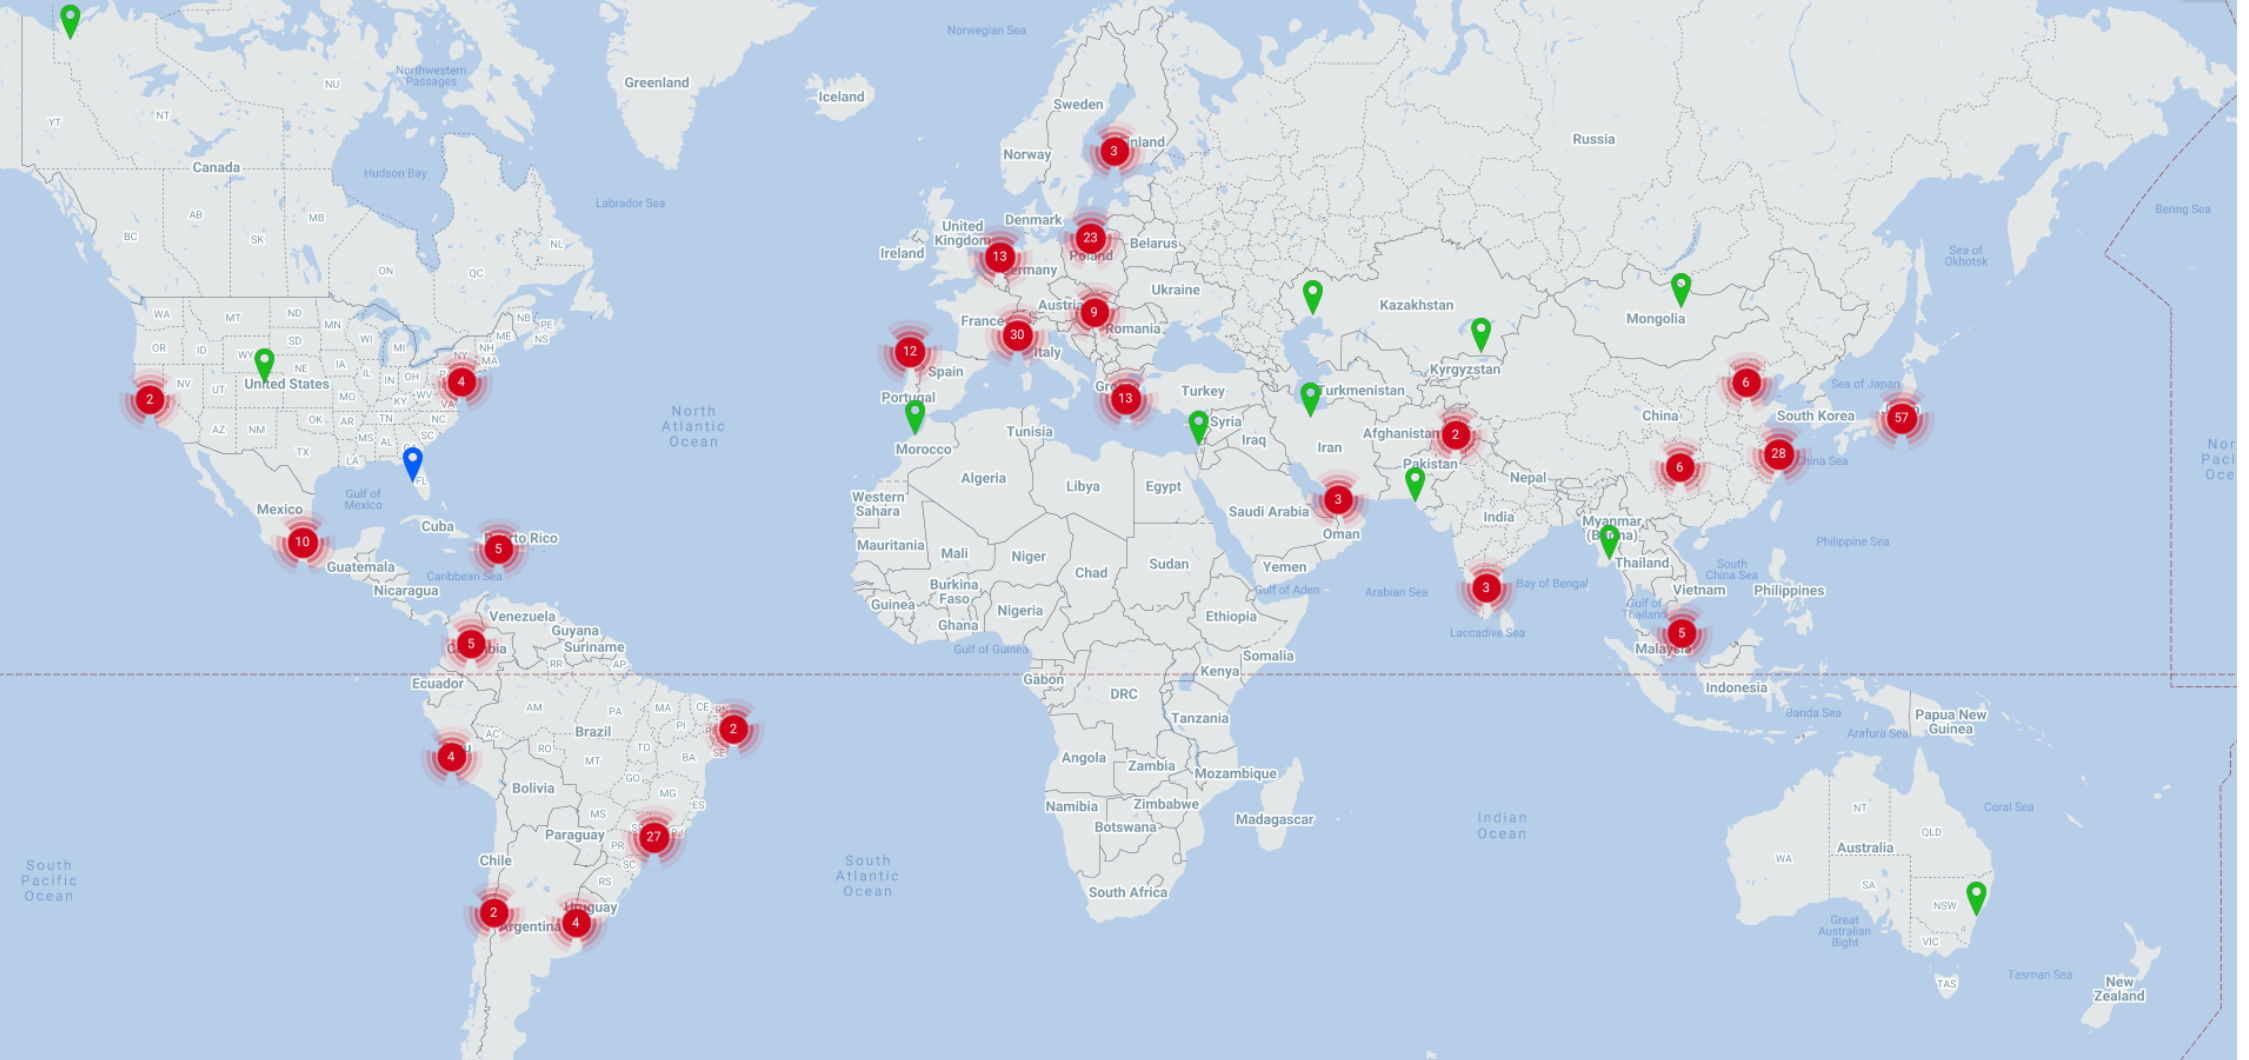 Norwegian Sea
Greenland
Iceland
Northwestern
Passages
NU
NT
YT
Sweden
3
Norway
Russia
Canada
Hudson Bay
Labrador Sea
Bering Sea
AB
MB
SK
BC
NL
ON
QC
Denmark
United
Kingdom
Ireland
13
23
Poland
Belarus
Sea of
Okhotsk
Ukraine
9
France
30
Italy
Romania
Kazakhstan
Mongolia
WA
MT
ND
MN
OR
ID
WY
SD
WI
MI
NB
PE
NS
ME
NH
MA
NY
NV
UT
NE
IA
IL
IN
OH
United States
4
2
MO
KY
WV
VA
AZ
NM
OK
AR
TN
NC
SC
MS
AL
TX
LA
FL
12
Spain
Portugal
13
Turkey
Turkmenistan
Kyrgyzstan
6
Sea of Japan
57
China
South Korea
North
Atlantic
Ocean
Morocco
Tunisia
Syria
Iraq
Iran
Afghanistan
2
Pakistan
Nepal
6
28
Gulf of
Mexico
Mexico
Cuba
10
5
Guatemala
Caribbean Sea
Nicaragua
Western
Sahara
Algeria
Libya
Egypt
Saudi Arabia
3
Oman
India
Myanmar
Thailand
Philippine Sea
South
China Sea
Vietnam
Philippines
Mauritania
Mali
Niger
Chad
Sudan
Yemen
Gulf of Aden
Arabian Sea
3
Bay of Bengal
Gulf of
Thailand
Burkina
Faso
Guinea
Nigeria
Ghana
Ethiopia
Laccadive Sea
5
Gulf of Guinea
Somalia
Venezuela
Guyana
Suriname
5
RR
AP
Ecuador
Gabon
Kenya
DRC
Indonesia
Tanzania
Banda Sea
Papua New
Guinea
Arafura Sea
AM
PA
MA
CE
RN
PI
AC
Brazil
2
SE
RO
TO
BA
MT
GO
4
Bolivia
MG
ES
MS
Angola
Zambia
Mozambique
Namibia
Zimbabwe
Botswana
Madagascar
Indian
Ocean
NT
Coral Sea
QLD
Australia
WA
SA
NSW
Paraguay
27
PR
SC
RS
Chile
South
Pacific
Ocean
South
Atlantic
Ocean
South Africa
2
4
Uruguay
Argentina
Great
Australian
Bight
VIC
TAS
Tasman Sea
New
Zealand